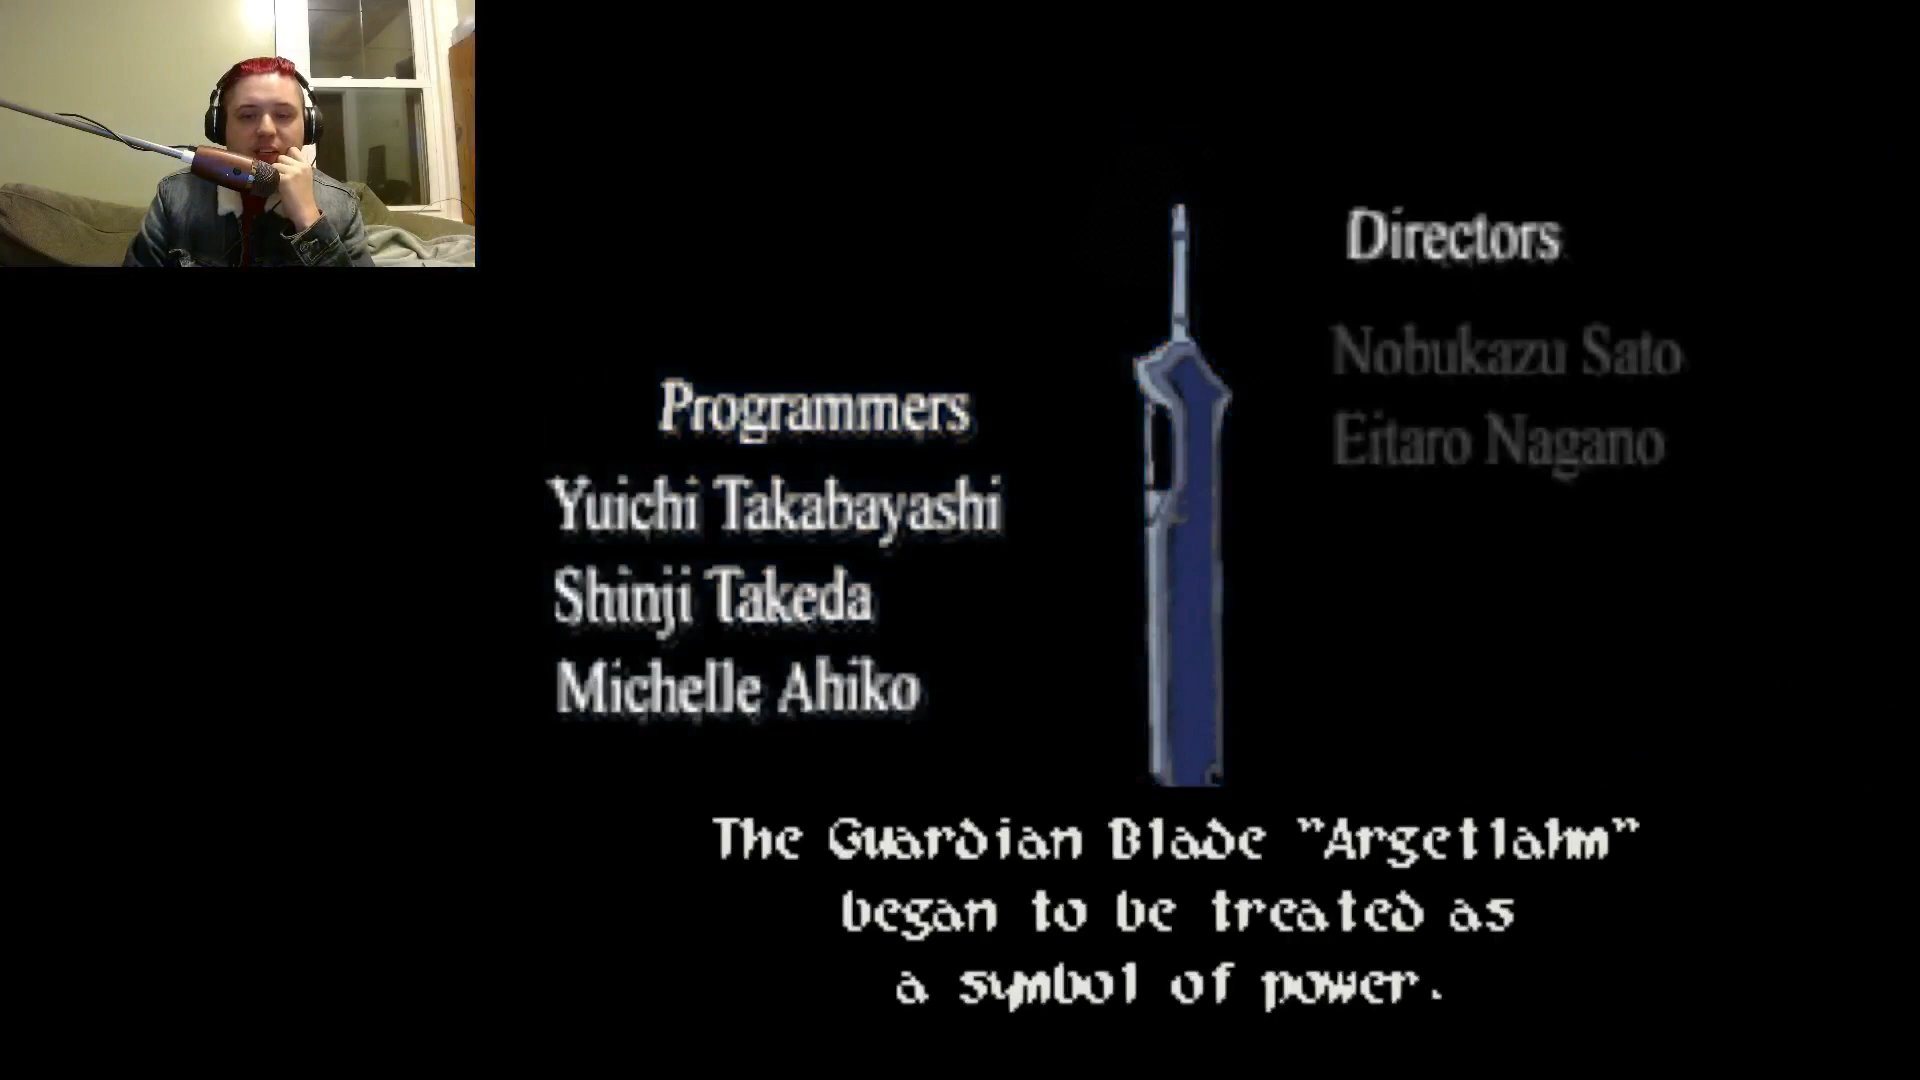 Directors
Nobukazu Sato
Eitaro Nagano
Programmers
Yuichi Takabayashi
Shinji Takeda
Michelle Ahiko
The Guardian Blade "Argetlahm"
began to be treated as
a symbol of power.